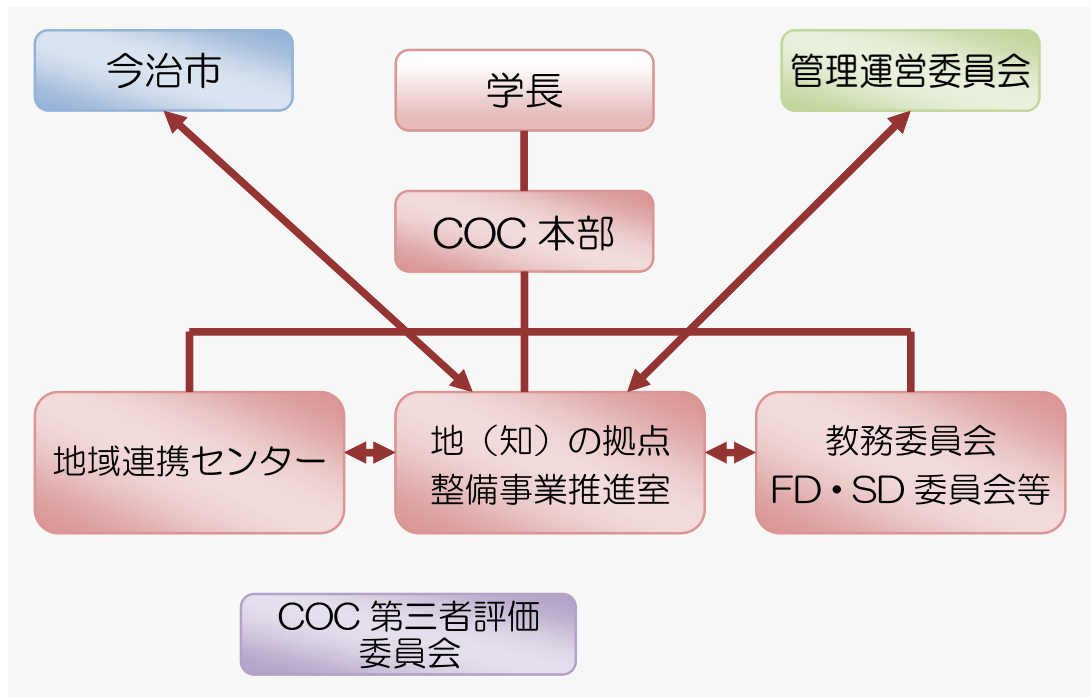 今治市
学長
管理運営委員会
COC 本部
地域連携センター
地（知）の拠点
整備事業推進室
教務委員会
FD・SD 委員会等
COC 第三者評価
委員会